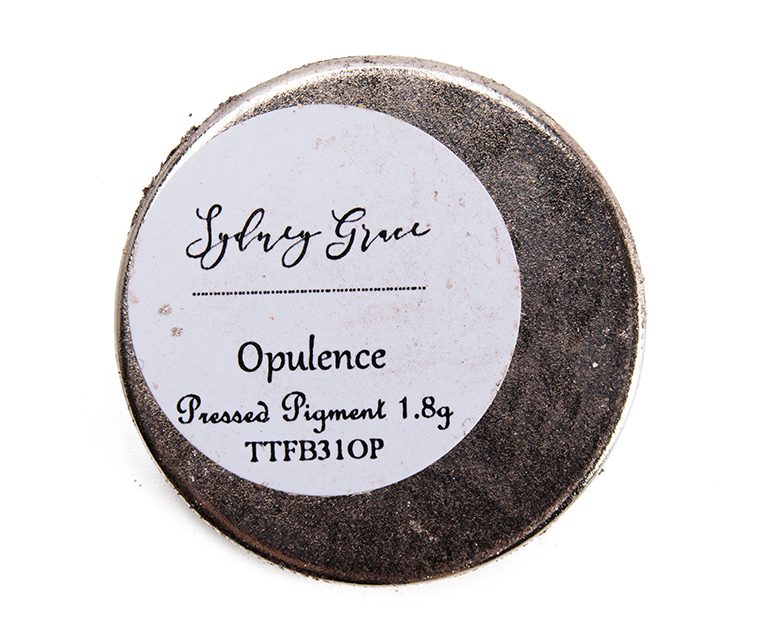 Sydney Grace
Opulence
Pressed Pigment 1.8g
TTFB31OP